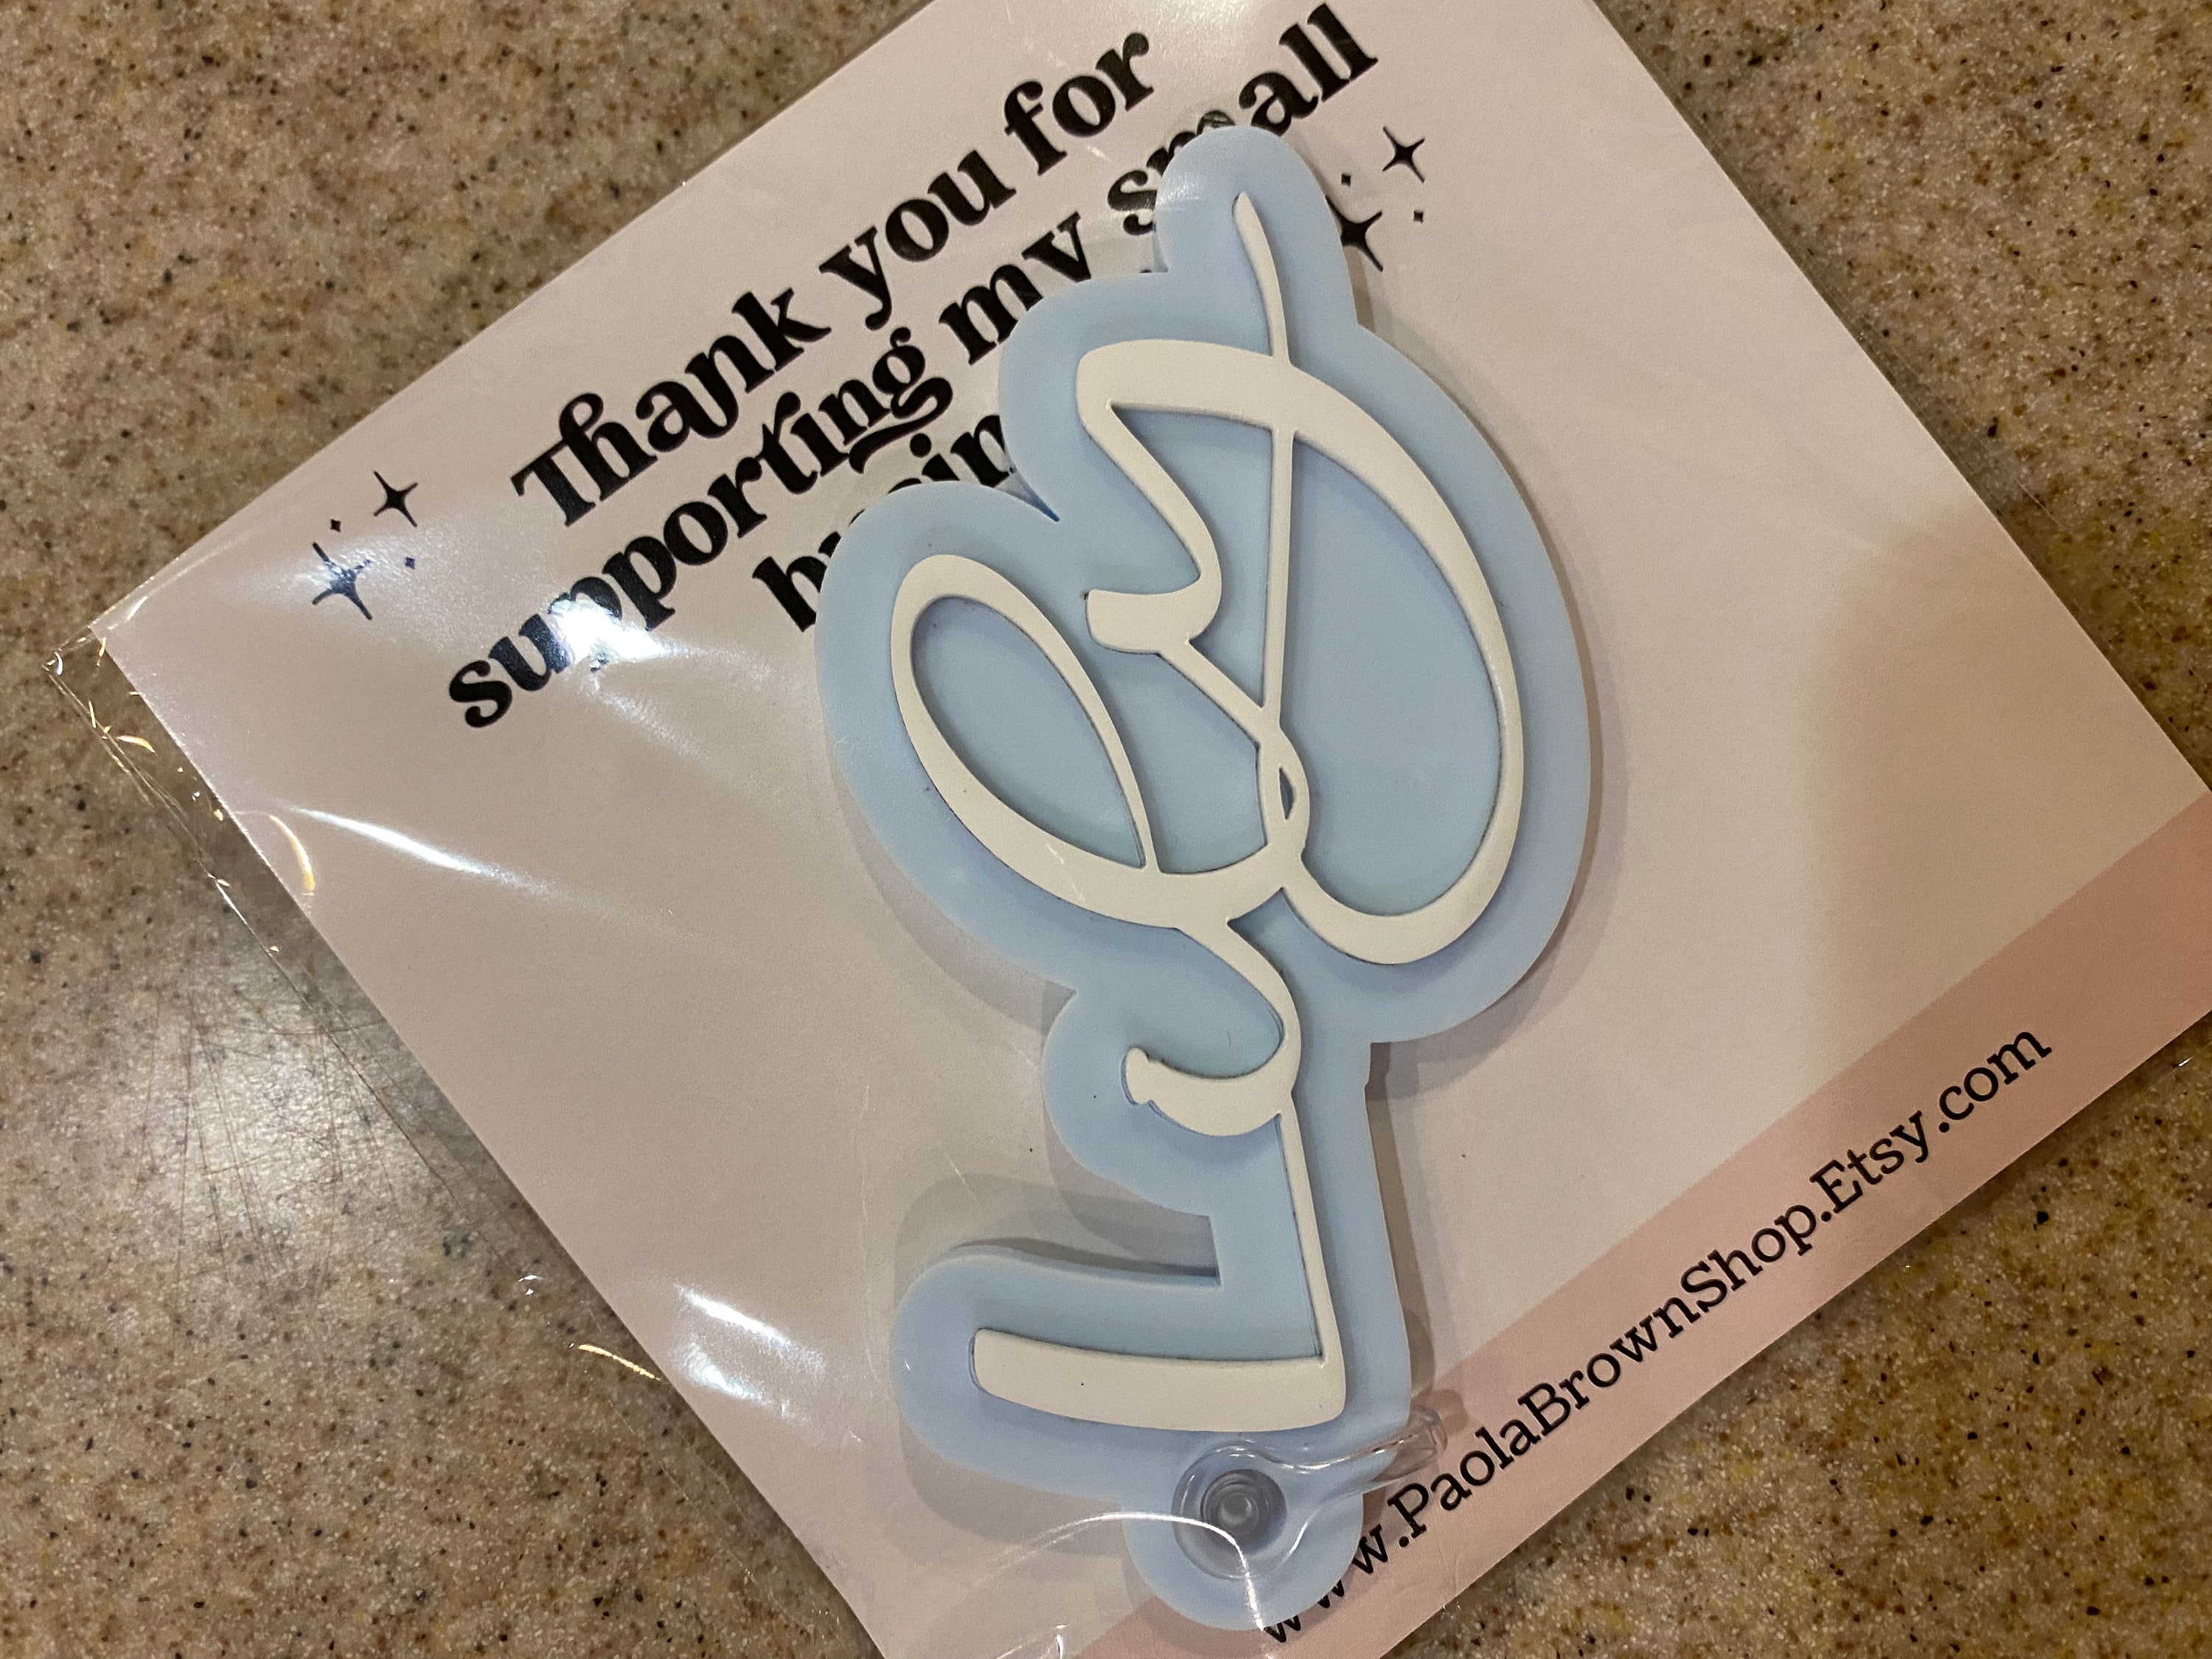 Thank you for
supporting my small
www.PaolaBrownShop.Etsy.com